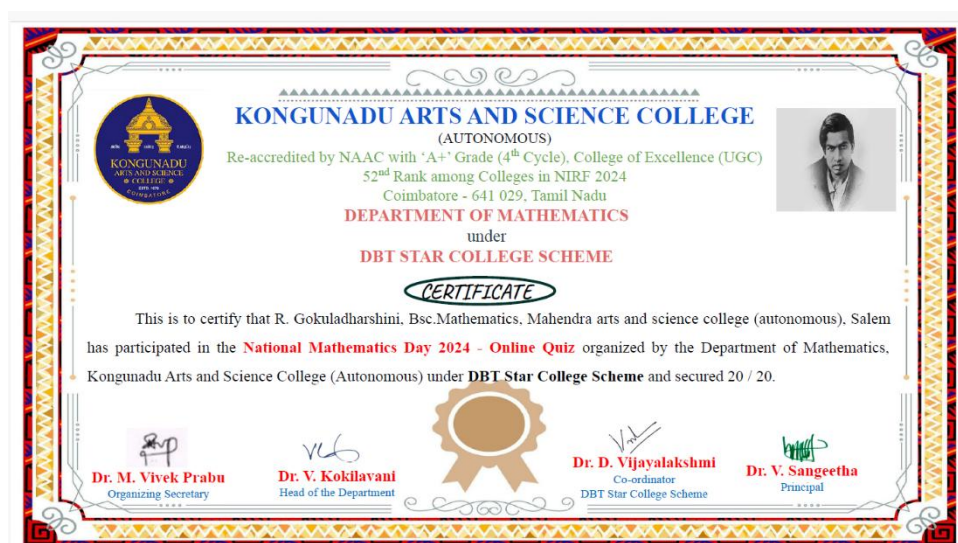 KONGUNADU ARTS AND SCIENCE COLLEGE
(AUTONOMOUS)
Re-accredited by NAAC with ‘A+’ Grade (4th Cycle), College of Excellence (UGC)
52nd Rank among Colleges in NIRF 2024
Coimbatore - 641 029, Tamil Nadu
DEPARTMENT OF MATHEMATICS
under
DBT STAR COLLEGE SCHEME
KONGUNADU
ARTS AND SCIENCE
COLLEGE
COIMBATORE
CERTIFICATE
This is to certify that R. Gokuladharshini, Bsc.Mathematics, Mahendra arts and science college (autonomous), Salem
has participated in the National Mathematics Day 2024 - Online Quiz organized by the Department of Mathematics,
Kongunadu Arts and Science College (Autonomous) under DBT Star College Scheme and secured 20 / 20.
Dr. M. Vivek Prabu
Organizing Secretary
Dr. V. Kokilavani
Head of the Department
Dr. D. Vijayalakshmi
Co-ordinator
DBT Star College Scheme
Dr. V. Sangeetha
Principal